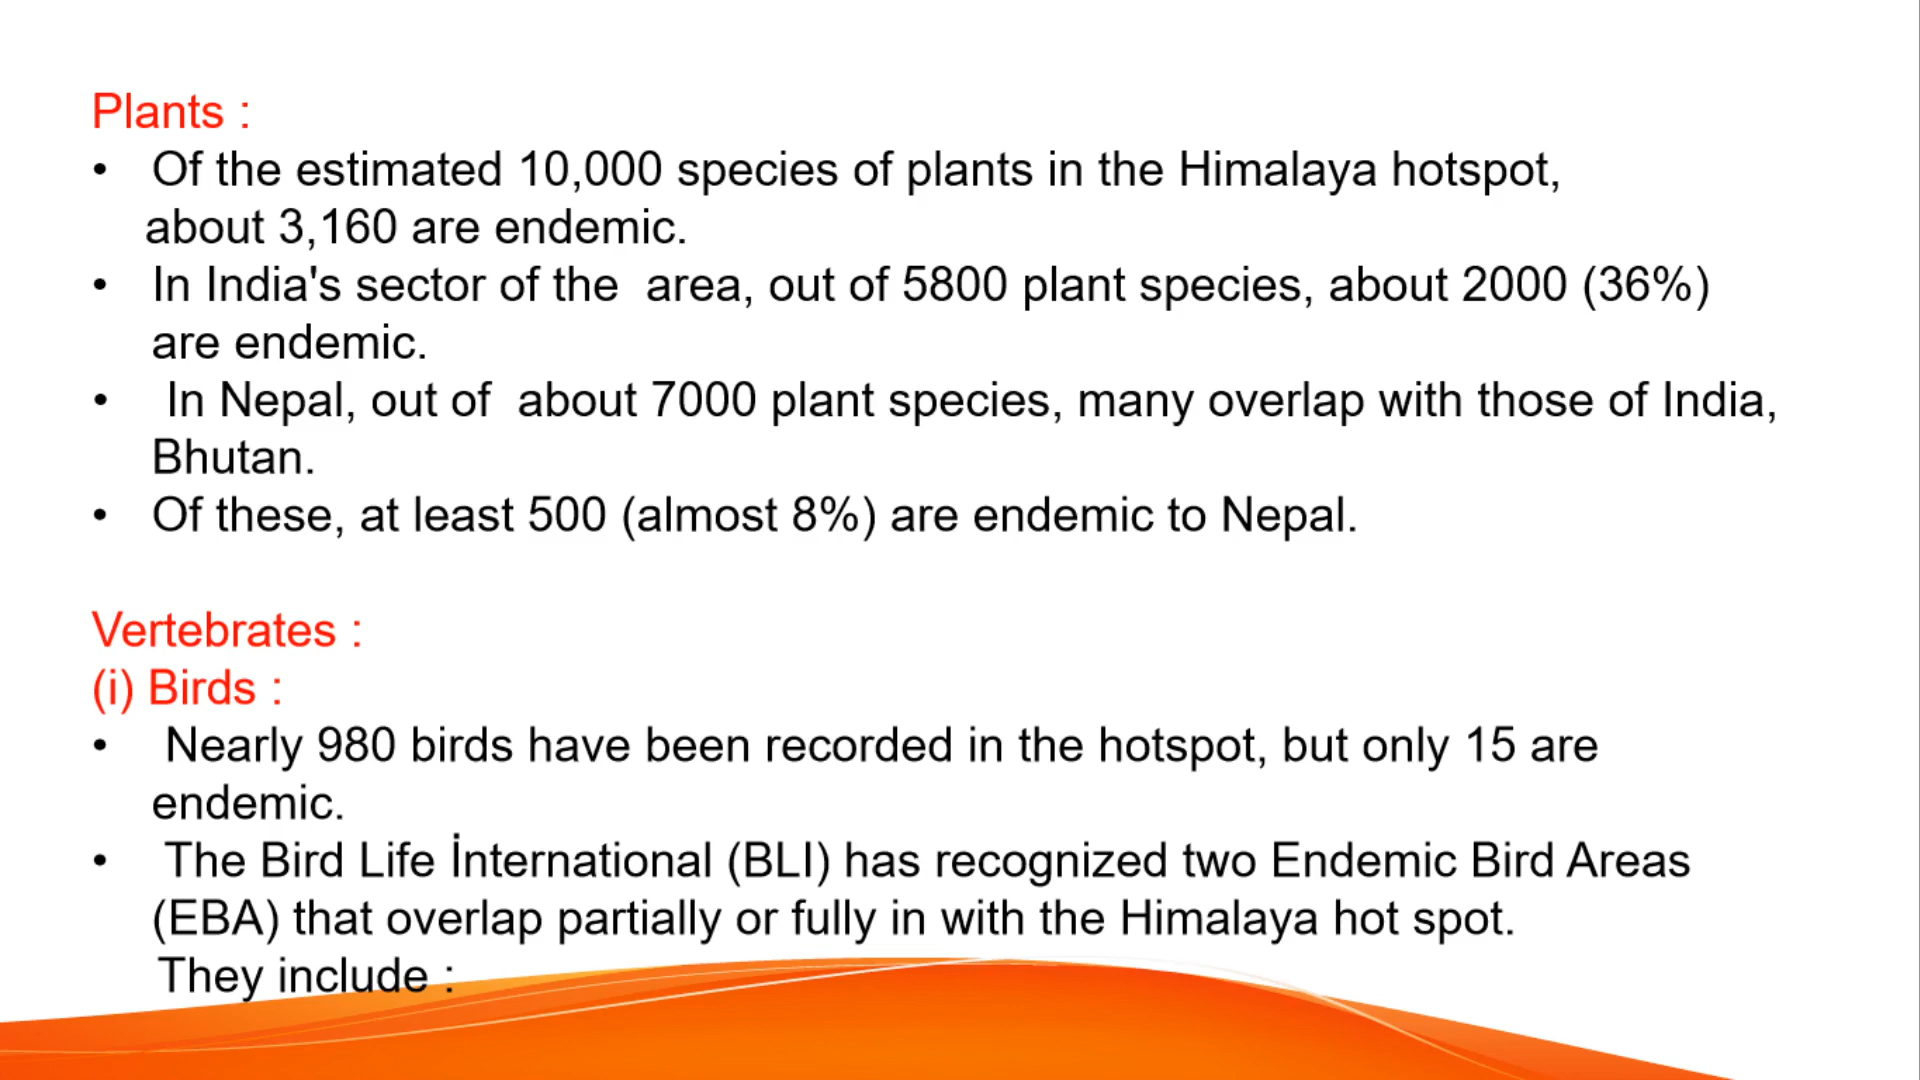 Plants :
• Of the estimated 10,000 species of plants in the Himalaya hotspot,
about 3,160 are endemic.
• In India's sector of the  area, out of 5800 plant species, about 2000 (36%)
are endemic.
• In Nepal, out of  about 7000 plant species, many overlap with those of India,
Bhutan.
• Of these, at least 500 (almost 8%) are endemic to Nepal.
Vertebrates :
(i) Birds :
• Nearly 980 birds have been recorded in the hotspot, but only 15 are
endemic.
• The Bird Life İnternational (BLI) has recognized two Endemic Bird Areas
(EBA) that overlap partially or fully in with the Himalaya hot spot.
They include :